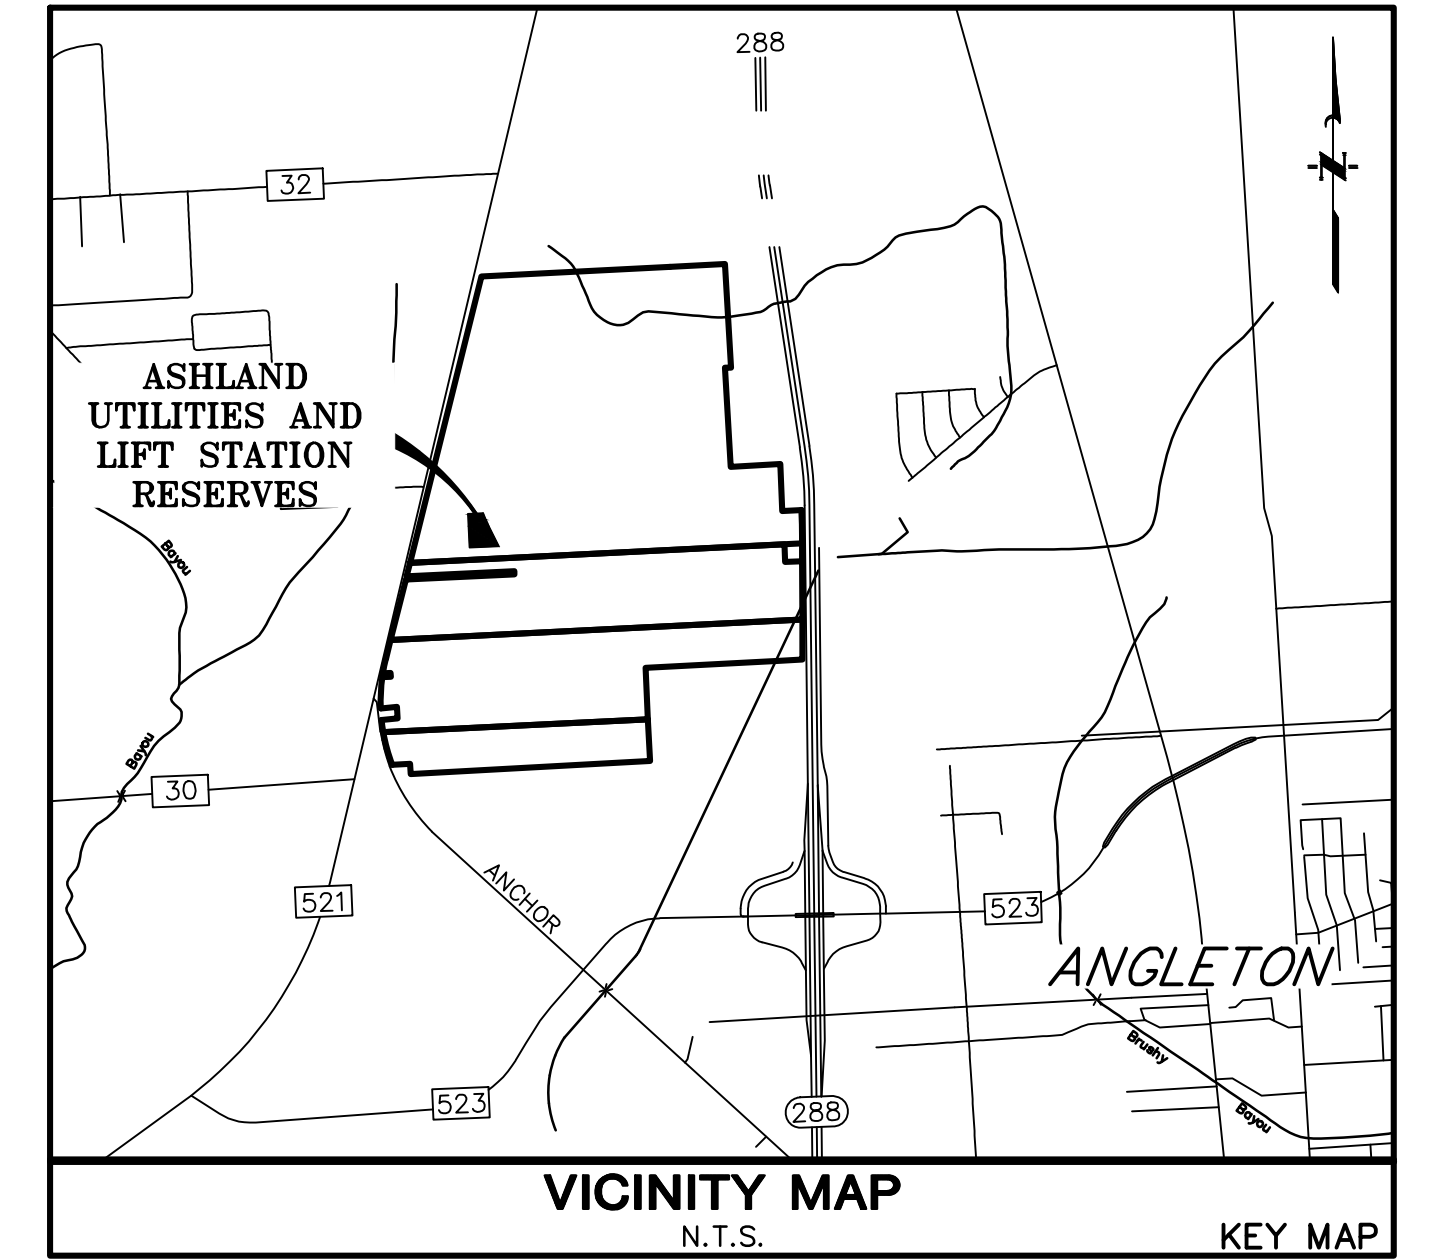 288
N
32
ASHLAND
UTILITIES AND
LIFT STATION
RESERVES
Bayou
Bayou
30
521
ANCHOR
523
ANGLETON
Brushy
523
288
Bayou
VICINITY MAP
N.T.S.
KEY MAP